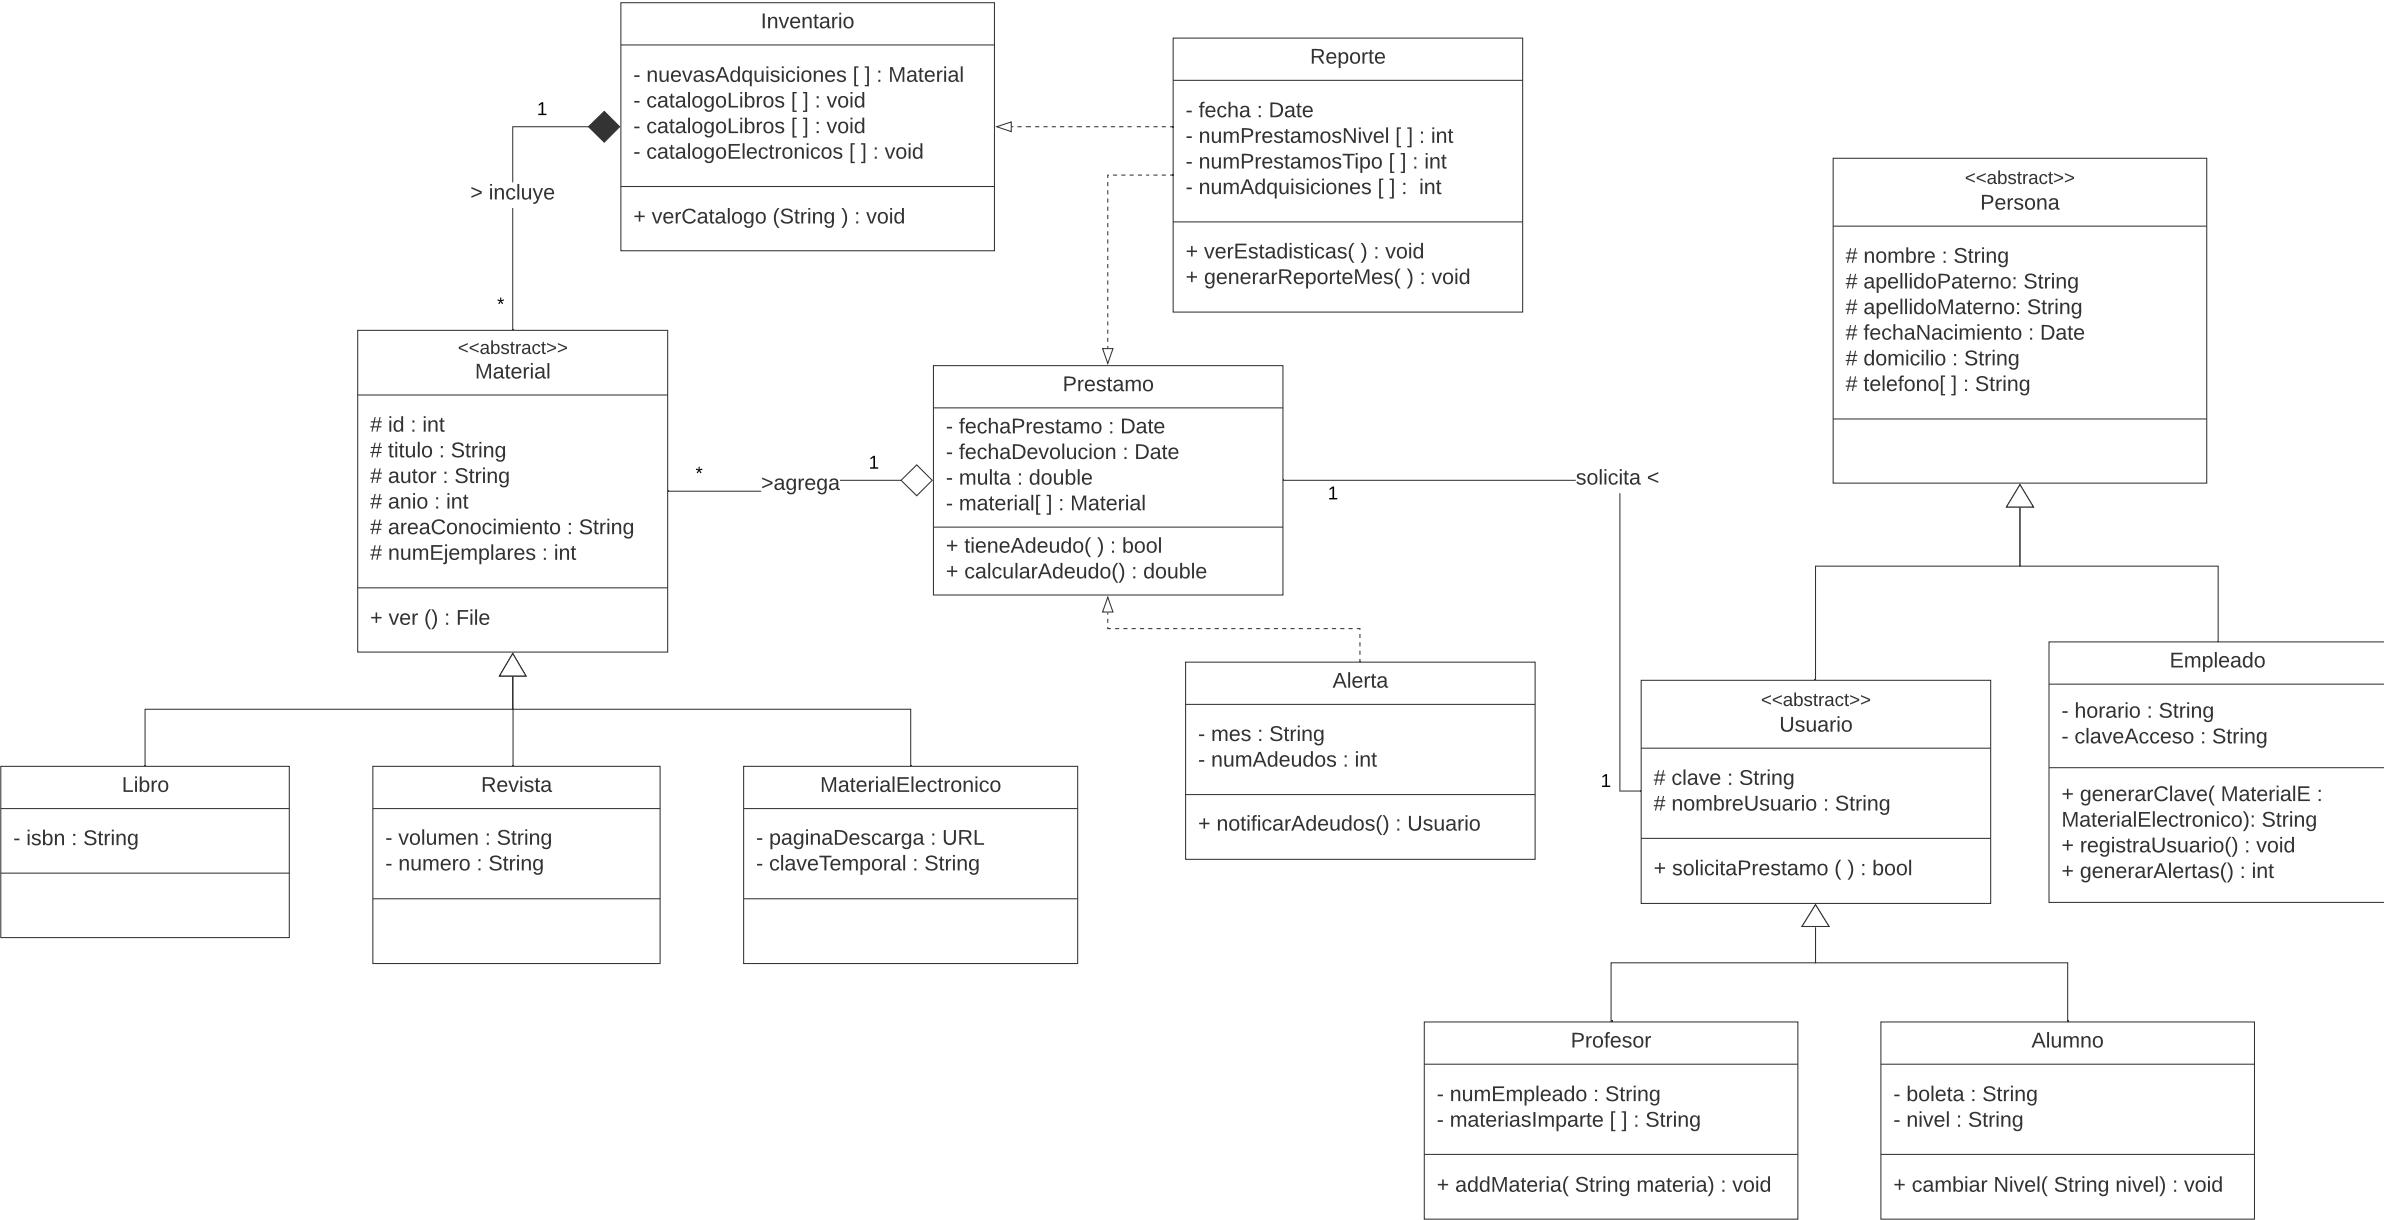 Inventario
- nuevasAdquisiciones [ ] : Material
- catalogoLibros [ ] : void
- catalogoLibros [ ] : void
- catalogoElectronicos [ ] : void
+ verCatalogo (String ) : void
Reporte
- fecha : Date
- numPrestamosNivel [ ] : int
- numPrestamosTipo [ ] : int
- numAdquisiciones [ ] :  int
+ verEstadisticas( ) : void
+ generarReporteMes( ) : void
<<abstract>>
Persona
# nombre : String
# apellidoPaterno: String
# apellidoMaterno: String
# fechaNacimiento : Date
# domicilio : String
# telefono[ ] : String
1
> incluye
*
<<abstract>>
Material
# id : int
# titulo : String
# autor : String
# anio : int
# areaConocimiento : String
# numEjemplares : int
+ ver () : File
*
>agrega
1
Prestamo
- fechaPrestamo : Date
- fechaDevolucion : Date
- multa : double
- material[ ] : Material
+ tieneAdeudo( ) : bool
+ calcularAdeudo() : double
1
solicita <
1
Alerta
- mes : String
- numAdeudos : int
+ notificarAdeudos() : Usuario
<<abstract>>
Usuario
# clave : String
# nombreUsuario : String
+ solicitaPrestamo ( ) : bool
Empleado
- horario : String
- claveAcceso : String
+ generarClave( MaterialE :
MaterialElectronico): String
+ registraUsuario() : void
+ generarAlertas() : int
Libro
- isbn : String
Revista
- volumen : String
- numero : String
MaterialElectronico
- paginaDescarga : URL
- claveTemporal : String
Profesor
- numEmpleado : String
- materiasImparte [ ] : String
+ addMateria( String materia) : void
Alumno
- boleta : String
- nivel : String
+ cambiar Nivel( String nivel) : void